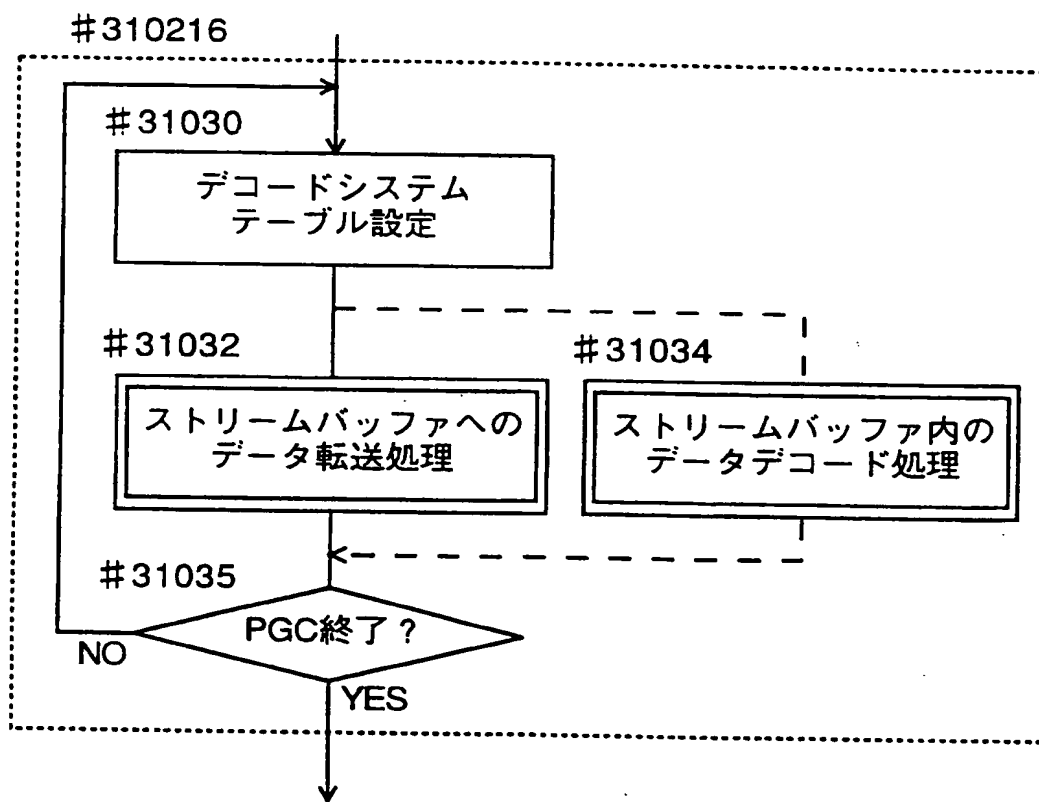 #310216
#31030
デコードシステム
テーブル設定
#31032
#31034
ストリームバッファへの
データ転送処理
ストリームバッファ内の
データデコード処理
#31035
PGC終了?
NO
YES